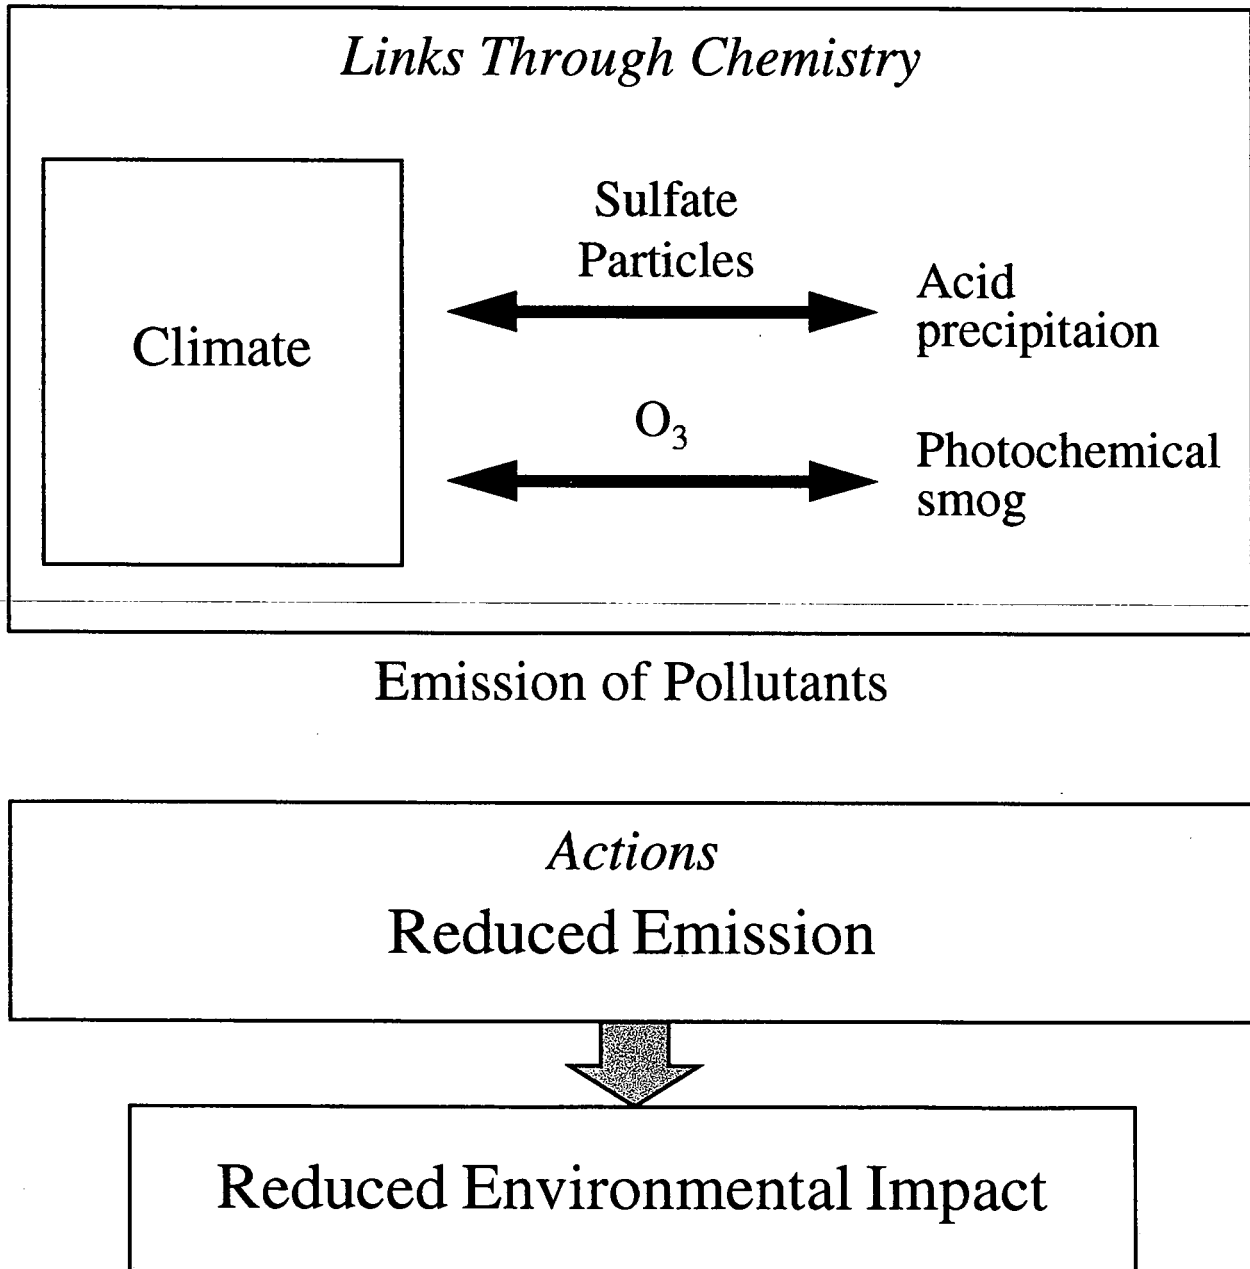 Links Through Chemistry
Sulfate
Particles
Climate
Acid
precipitaion
O₃
Photochemical
smog
Emission of Pollutants
Actions
Reduced Emission
Reduced Environmental Impact